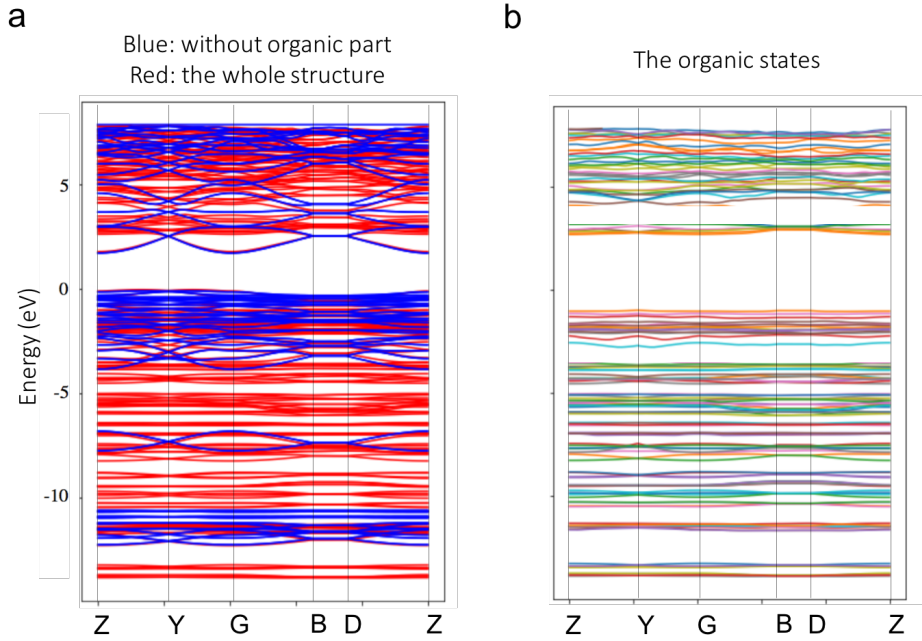 a
Blue: without organic part
Red: the whole structure
Energy (eV)
5
0
-5
-10
Z Y G B D Z
b
The organic states
Z Y G B D Z